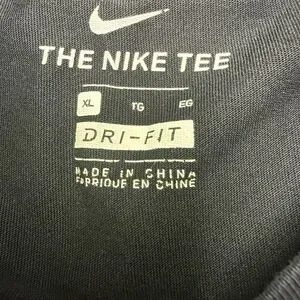 THE NIKE TEE
XL TG EG
DRI-FIT
MADE IN CHINA
FABRIQUE EN CHINE